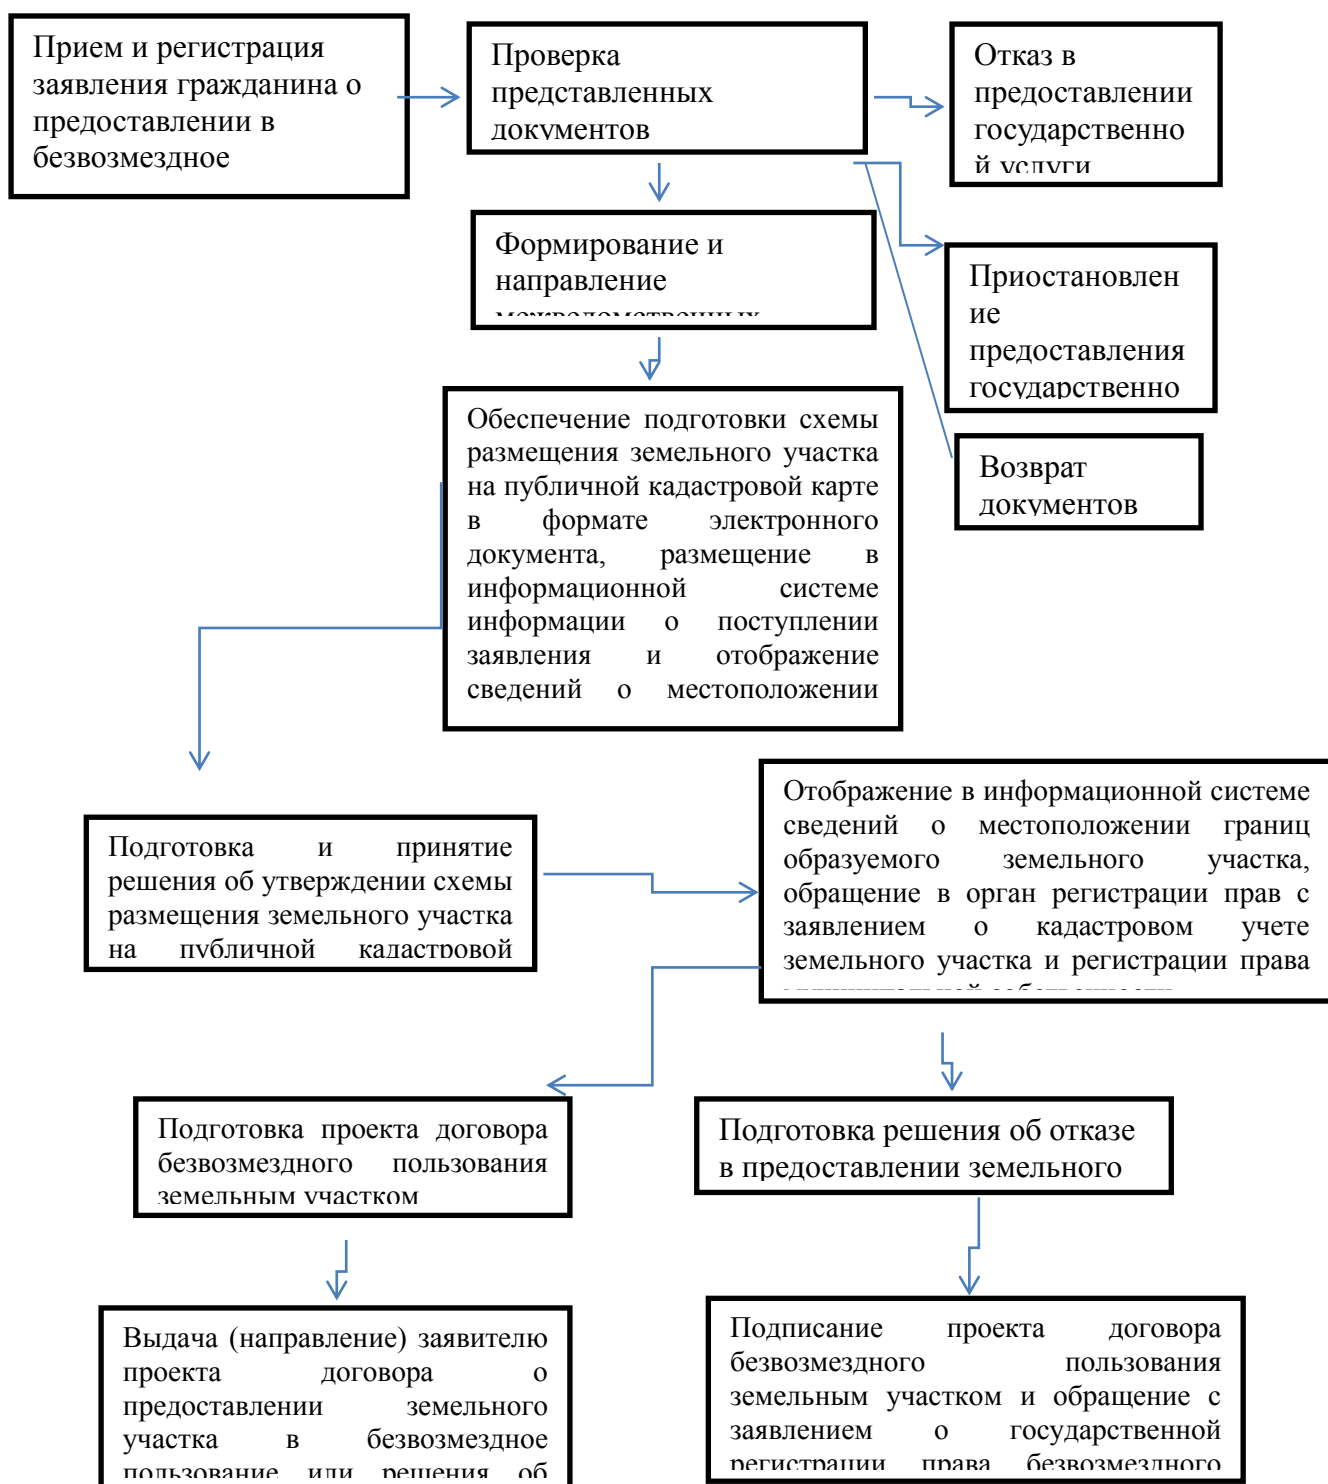 Прием и регистрация
заявления гражданина о
предоставлении в
безвозмездное
Проверка
представленных
документов
Отказ в
предоставлении
государственно
й услуги
Формирование и
направление
межведомственных
Приостановлен
ие
предоставления
государственно
Возврат
документов
Обеспечение подготовки схемы
размещения земельного участка
на публичной кадастровой карте
в формате электронного
документа, размещение в
информационной системе
информации о поступлении
заявления и отображение
сведений о местоположении
Подготовка и принятие
решения об утверждении схемы
размещения земельного участка
на публичной кадастровой
Отображение в информационной системе
сведений о местоположении границ
образуемого земельного участка,
обращение в орган регистрации прав с
заявлением о кадастровом учете
земельного участка и регистрации права
собственности
Подготовка проекта договора
безвозмездного пользования
земельным участком
Подготовка решения об отказе
в предоставлении земельного
Выдача (направление) заявителю
проекта договора о
предоставлении земельного
участка в безвозмездное
пользование или решения об
Подписание проекта договора
безвозмездного пользования
земельным участком и обращение с
заявлением о государственной
регистрации права безвозмездного